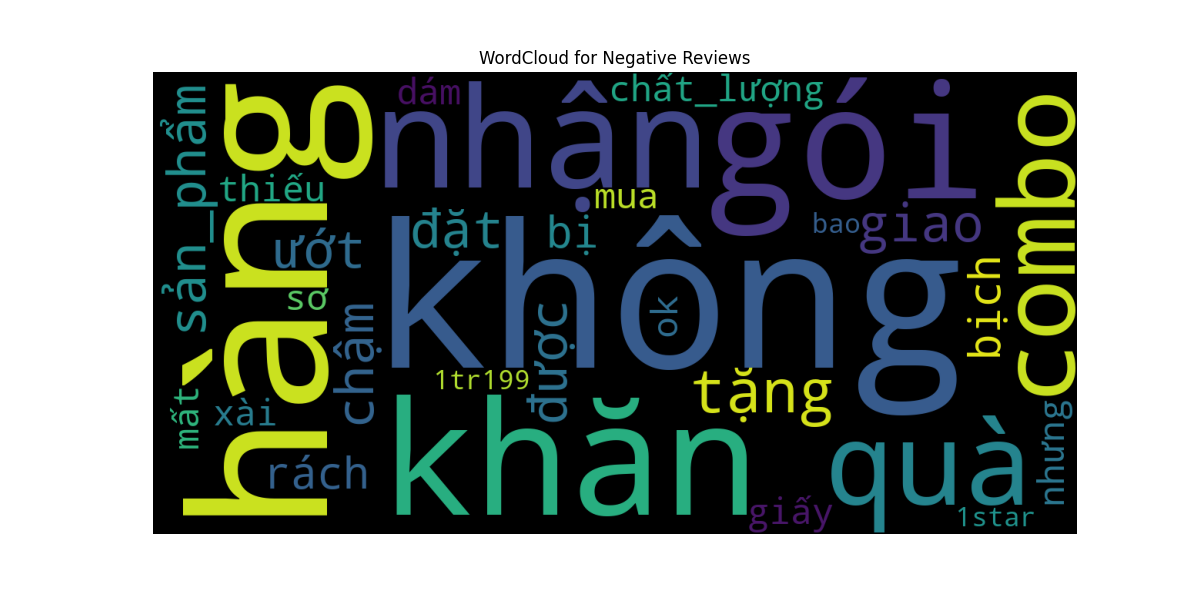 WordCloud for Negative Reviews
sản_phẩm
hàng
nhận
gói
combo
dám
chất_lượng
thiếu
mua
đặt
bị
bao
giao
ướt
không
sơ
chậm
được
ok
bịch
1tr199
tặng
mất
xài
khăn
quà
nhưng
rách
giấy
1star